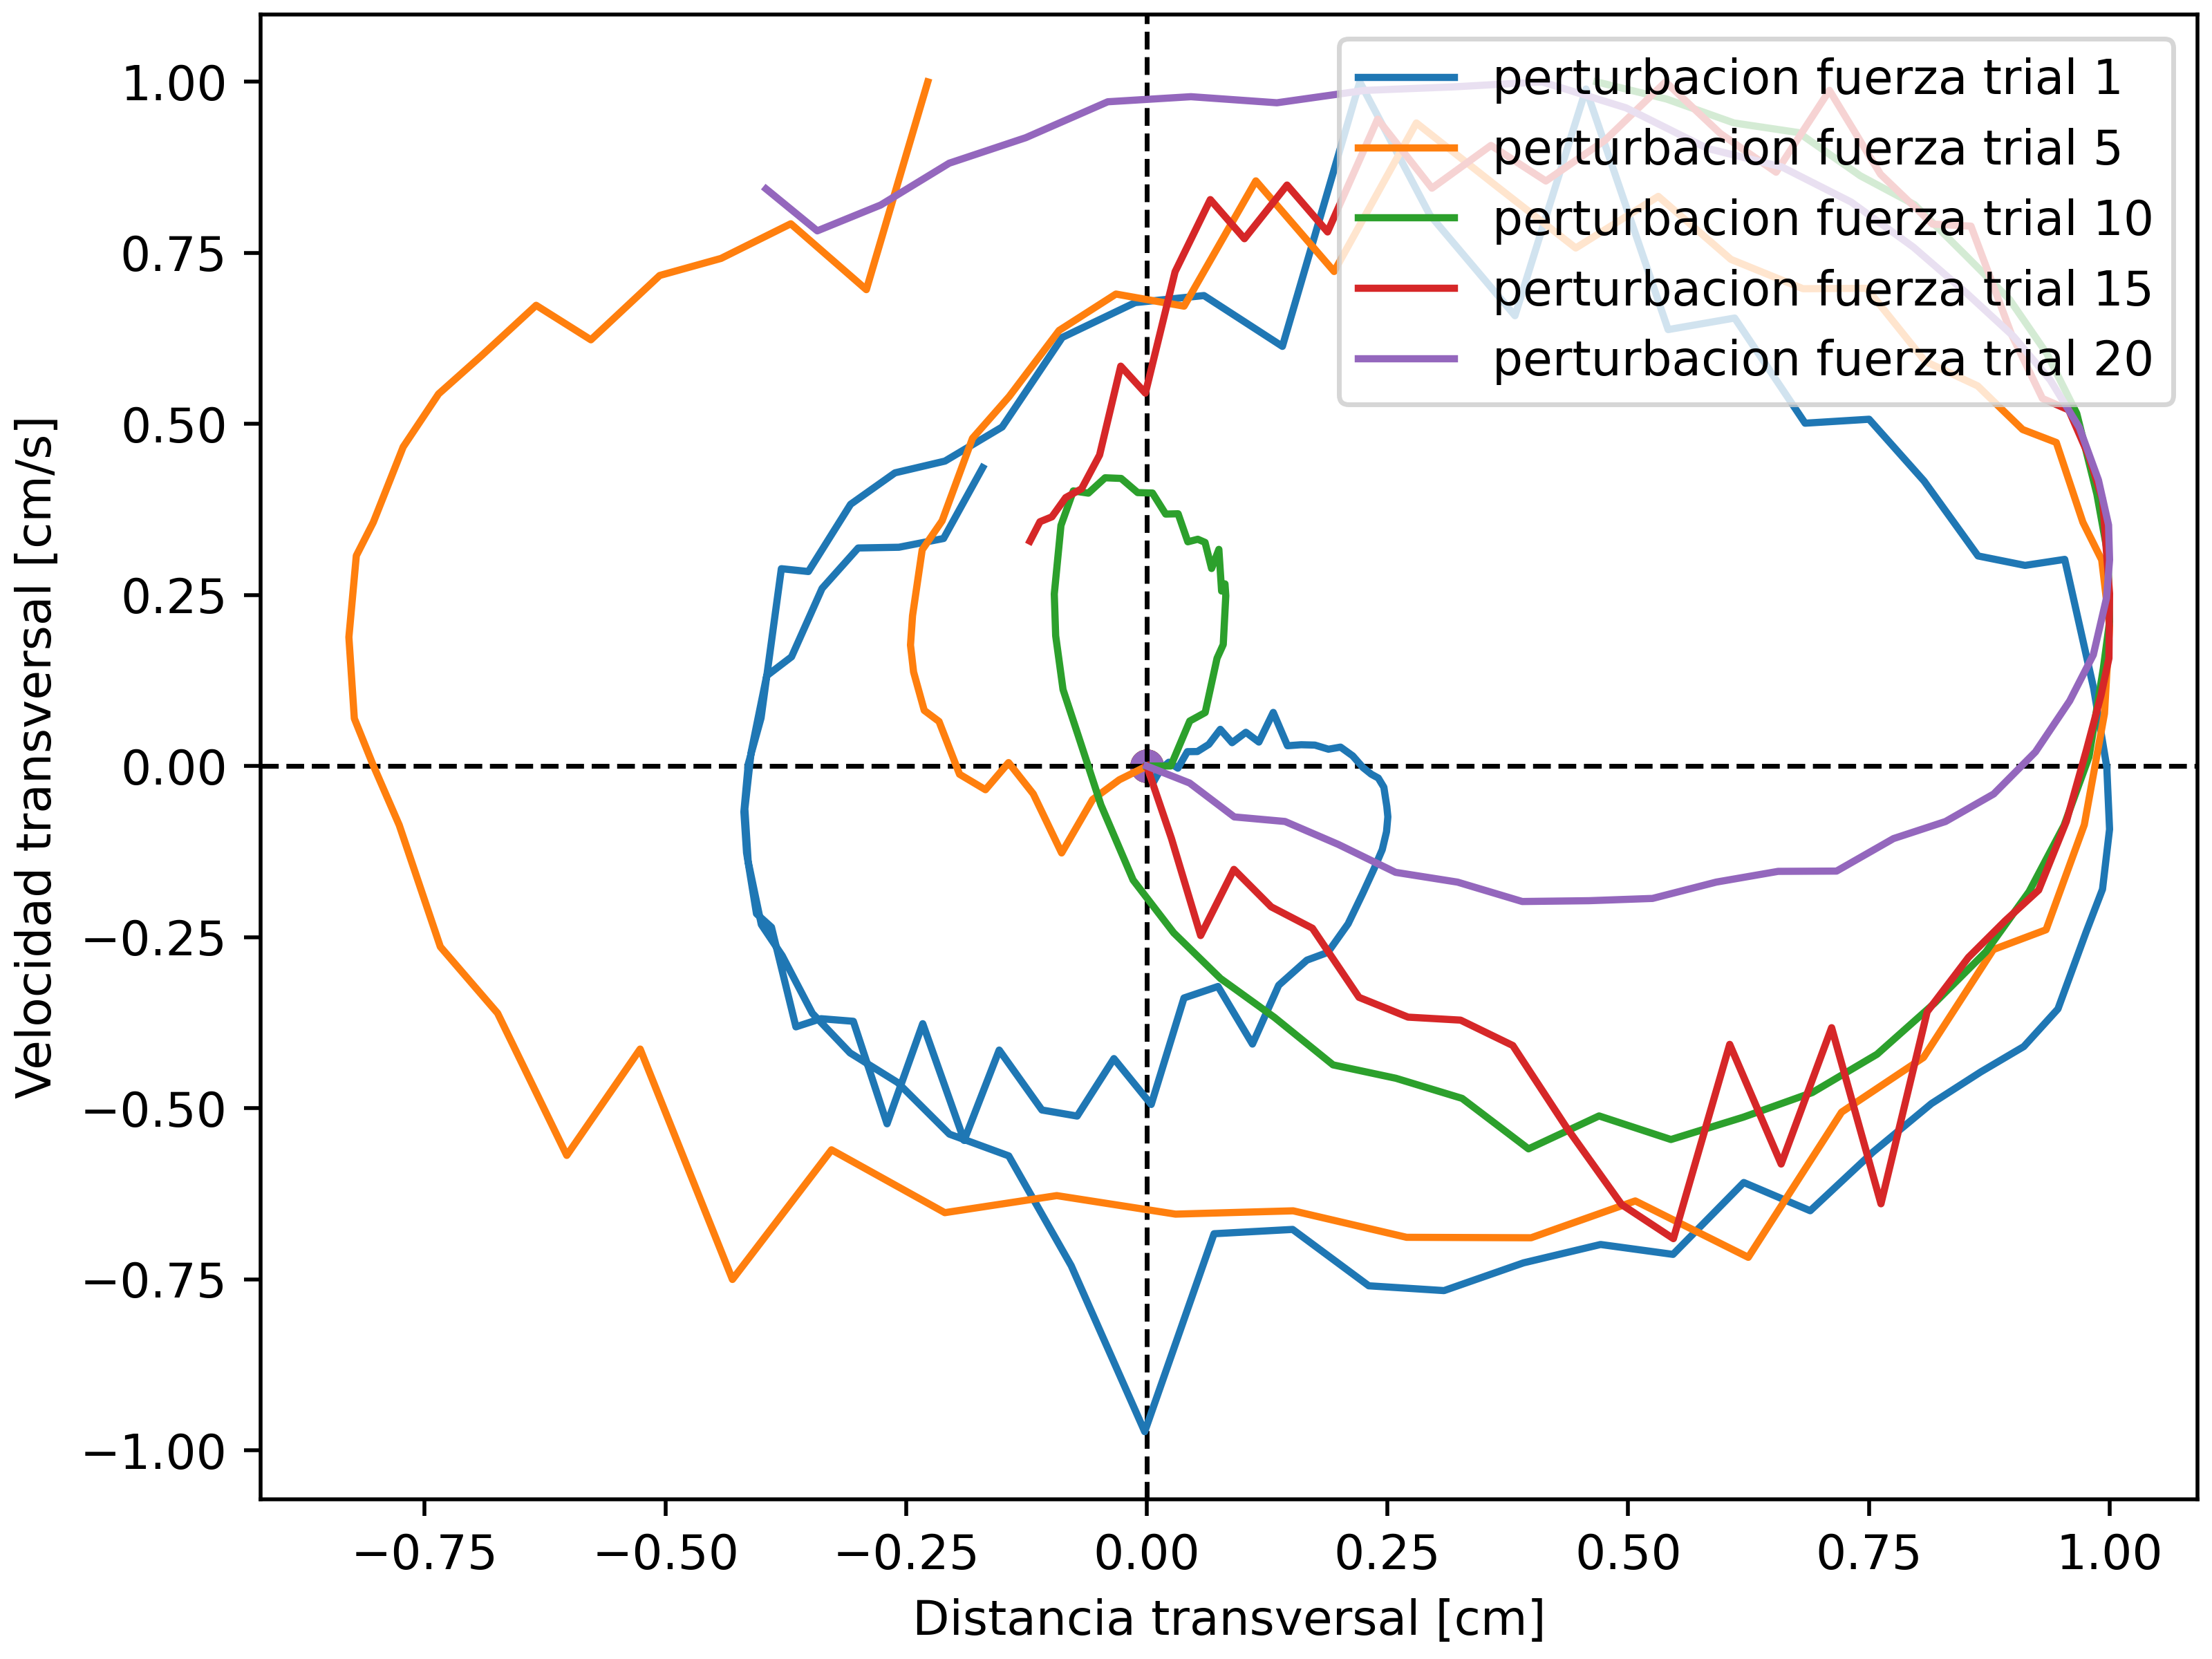 perturbacion fuerza trial 1
perturbacion fuerza trial 5
perturbacion fuerza trial 10
perturbacion fuerza trial 15
perturbacion fuerza trial 20
Velocidad transversal [cm/s]
1.00
0.75
0.50
0.25
0.00
−0.25
−0.50
−0.75
−1.00
−0.75 −0.50 −0.25 0.00 0.25 0.50 0.75 1.00
Distancia transversal [cm]